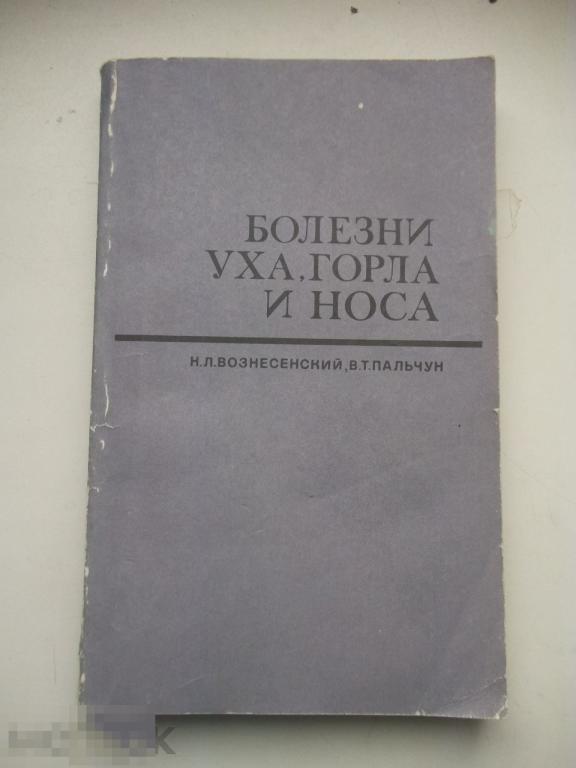 БОЛЕЗНИ
УХА, ГОРЛА
И НОСА
Н.Л.ВОЗНЕСЕНСКИЙ, В.Т.ПАЛЬЧУН